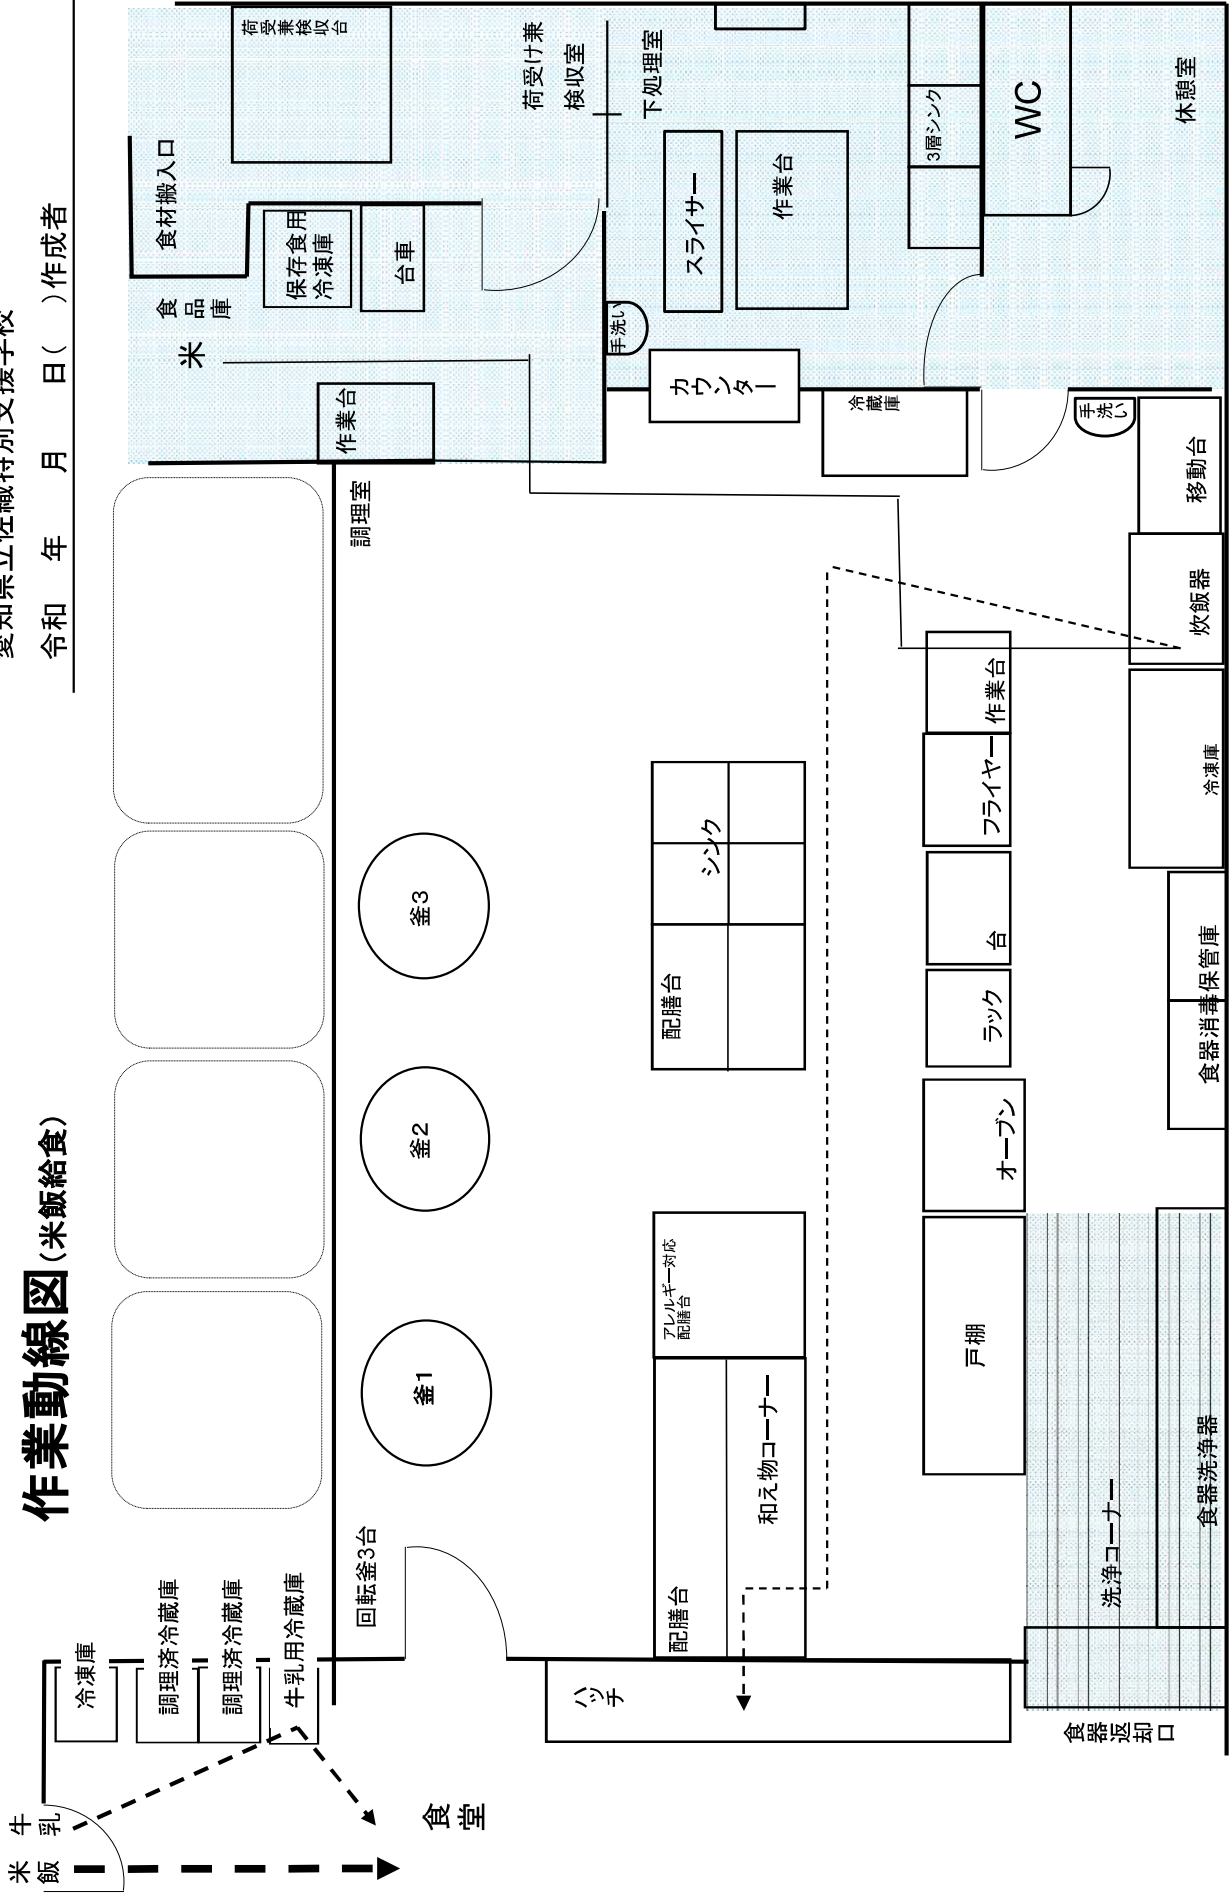 愛知県立佐織特別支援学校
作業動線図(米飯給食)
令和　年　月　日(　)作成者
米飯
牛乳
冷凍庫
調理済冷蔵庫
調理済冷蔵庫
牛乳用冷蔵庫
食堂
食材搬入口
荷受兼検収台
食品庫
米
保存食用
冷凍庫
台車
作業台
荷受け兼
検収室
下処理室
手洗い
スライサー
作業台
カウンター
3層シンク
WC
休憩室
冷蔵庫
手洗い
移動台
調理室
回転釜3台
釜1
釜2
釜3
シンク
配膳台
アレルギー対応
配膳台
和え物コーナー
配膳台
ハッチ
作業台
フライヤー
台
ラック
オーブン
戸棚
炊飯器
冷凍庫
食器消毒保管庫
洗浄コーナー
食器洗浄器
食器返却口